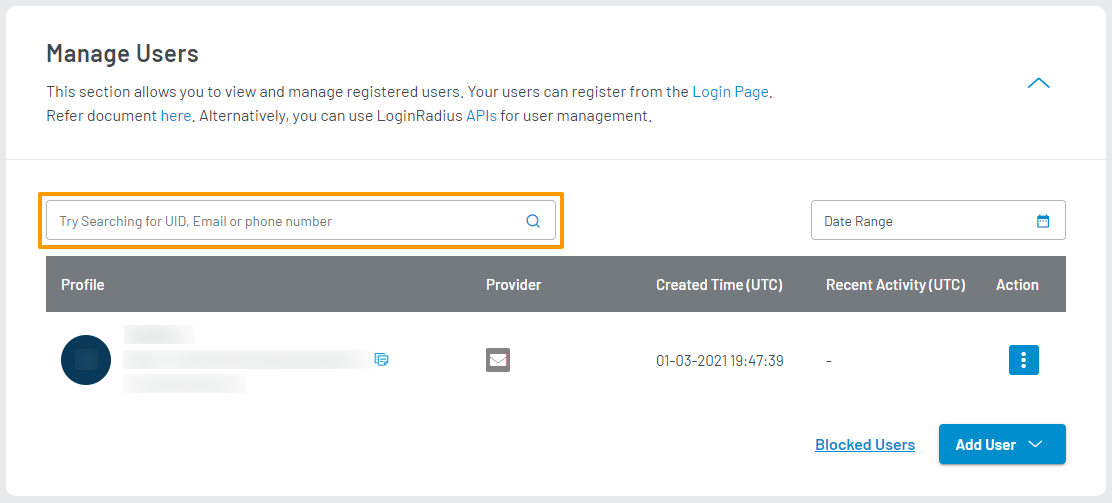 Manage Users
This section allows you to view and manage registered users. Your users can register from the Login Page.
Refer document here. Alternatively, you can use LoginRadius APIs for user management.
Try Searching for UID, Email or phone number
Date Range
Profile Provider Created Time (UTC) Recent Activity (UTC) Action
01-03-2021 19:47:39 -
Blocked Users Add User